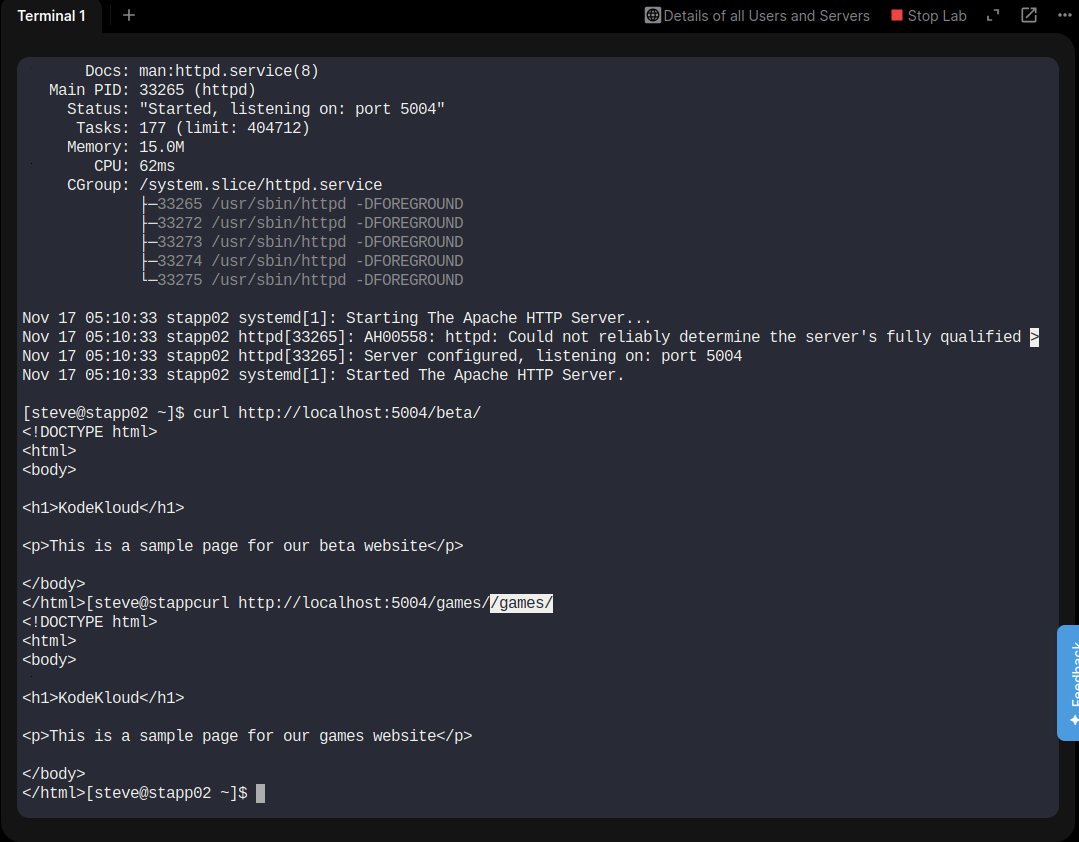 Terminal 1 + Details of all Users and Servers Stop Lab
Docs: man:httpd.service(8)
Main PID: 33265 (httpd)
Status: "Started, listening on: port 5004"
Tasks: 177 (limit: 404712)
Memory: 15.0M
CPU: 62ms
CGroup: /system.slice/httpd.service
├─33265 /usr/sbin/httpd -DFOREGROUND
├─33272 /usr/sbin/httpd -DFOREGROUND
├─33273 /usr/sbin/httpd -DFOREGROUND
├─33274 /usr/sbin/httpd -DFOREGROUND
└─33275 /usr/sbin/httpd -DFOREGROUND
Nov 17 05:10:33 stapp02 systemd[1]: Starting The Apache HTTP Server...
Nov 17 05:10:33 stapp02 httpd[33265]: AH00558: httpd: Could not reliably determine the server's fully qualified >
Nov 17 05:10:33 stapp02 httpd[33265]: Server configured, listening on: port 5004
Nov 17 05:10:33 stapp02 systemd[1]: Started The Apache HTTP Server.
[steve@stapp02 ~]$ curl http://localhost:5004/beta/
<!DOCTYPE html>
<html>
<body>
<h1>KodeKloud</h1>
<p>This is a sample page for our beta website</p>
</body>
</html>[steve@stappcurl http://localhost:5004/games//games/
<!DOCTYPE html>
<html>
<body>
<h1>KodeKloud</h1>
<p>This is a sample page for our games website</p>
</body>
</html>[steve@stapp02 ~]$
Feedback